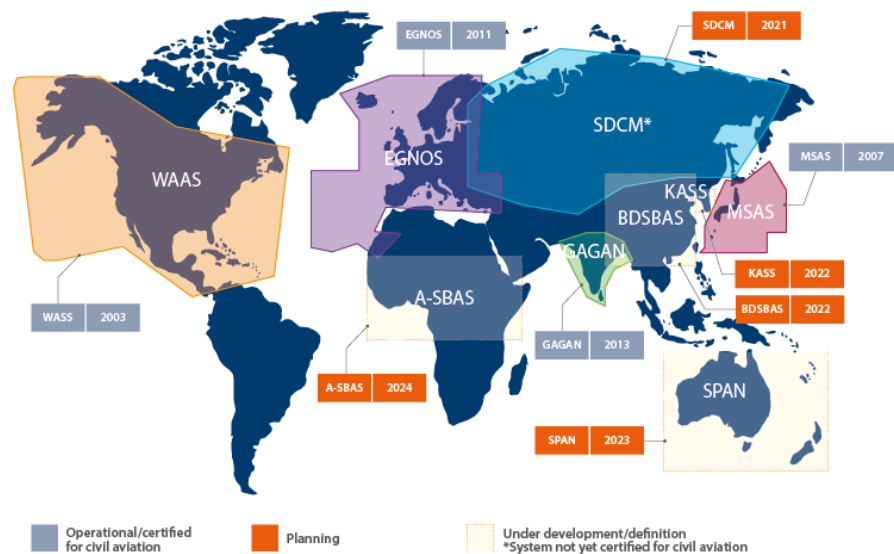 EGNOS 2011
SDCM 2021
SDCM*
MSAS 2007
EGNOS
WAAS
KASS
BDSBAS
MSAS
GAGAN
KASS 2022
A-SBAS
BDSBAS 2022
WASS 2003
GAGAN 2013
A-SBAS 2024
SPAN
SPAN 2023
Operational/certified
for civil aviation
Planning
Under development/definition
*System not yet certified for civil aviation